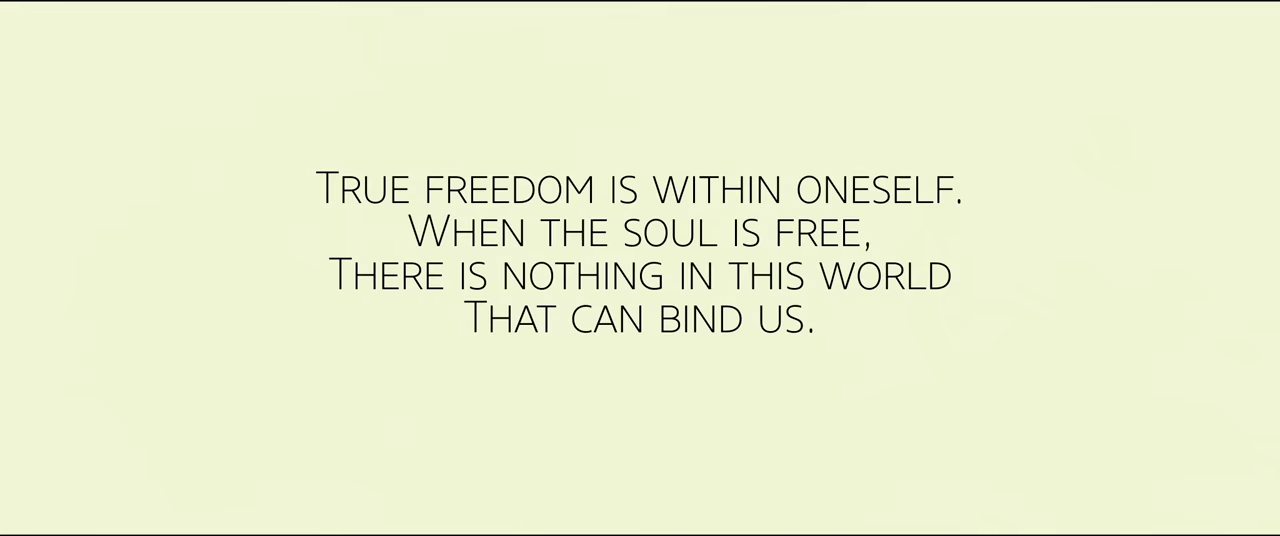 True freedom is within oneself.
When the soul is free,
There is nothing in this world
That can bind us.